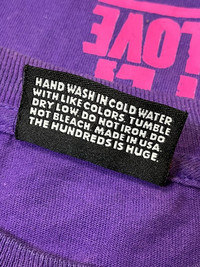 LOVE
HAND WASH IN COLD WATER
WITH LIKE COLORS. TUMBLE
DRY LOW. DO NOT IRON. DO
NOT BLEACH. MADE IN USA.
THE HUNDREDS IS HUGE.